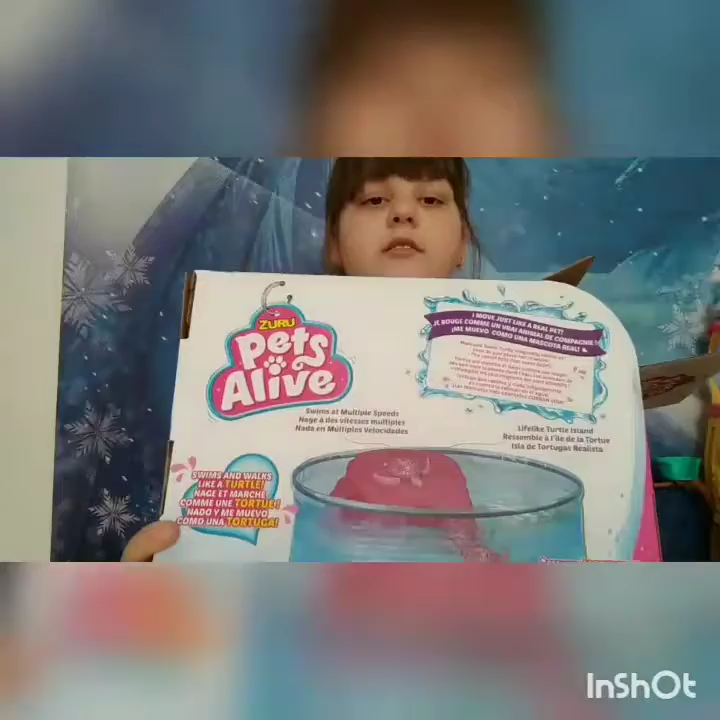 ZURU
Pets
Alive
I MOVE JUST LIKE A REAL PET!
JE BOUGE COMME UN VRAI ANIMAL DE COMPAGNIE !
¡ME MUEVO COMO UNA MASCOTA REAL!
Swims at Multiple Speeds
Nage à des vitesses multiples
Nada en Múltiples Velocidades
Lifelike Turtle Island
Ressemble à l'île de la Tortue
Isla de Tortugas Realista
SWIMS AND WALKS
LIKE A TURTLE!
NAGE ET MARCHE
COMME UNE TORTUE!
NADO Y ME MUEVO
COMO UNA TORTUGA!
InShOt